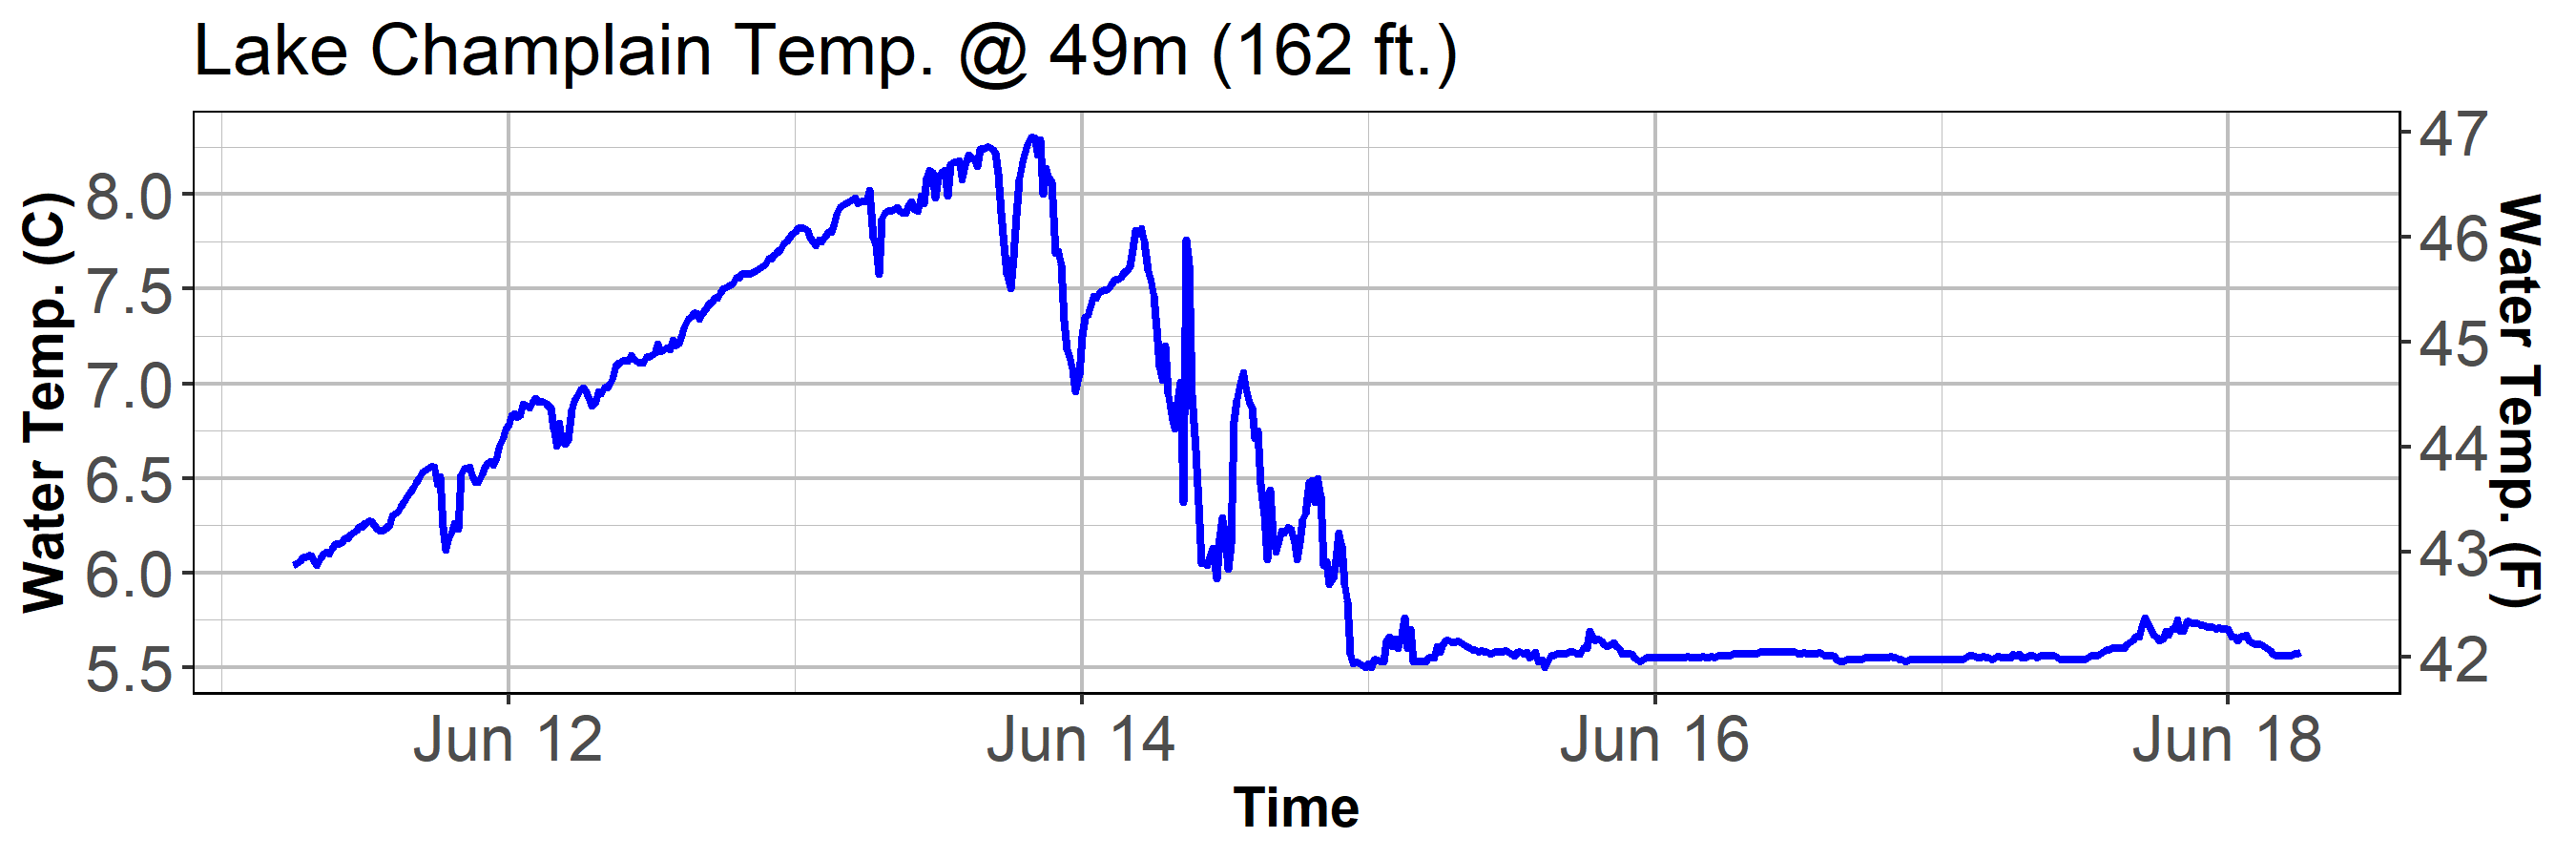 Lake Champlain Temp. @ 49m (162 ft.)
Water Temp. (C)
8.0
7.5
7.0
6.5
6.0
5.5
47
46
45
44
43
42
Water Temp. (F)
Jun 12 Jun 14 Jun 16 Jun 18
Time